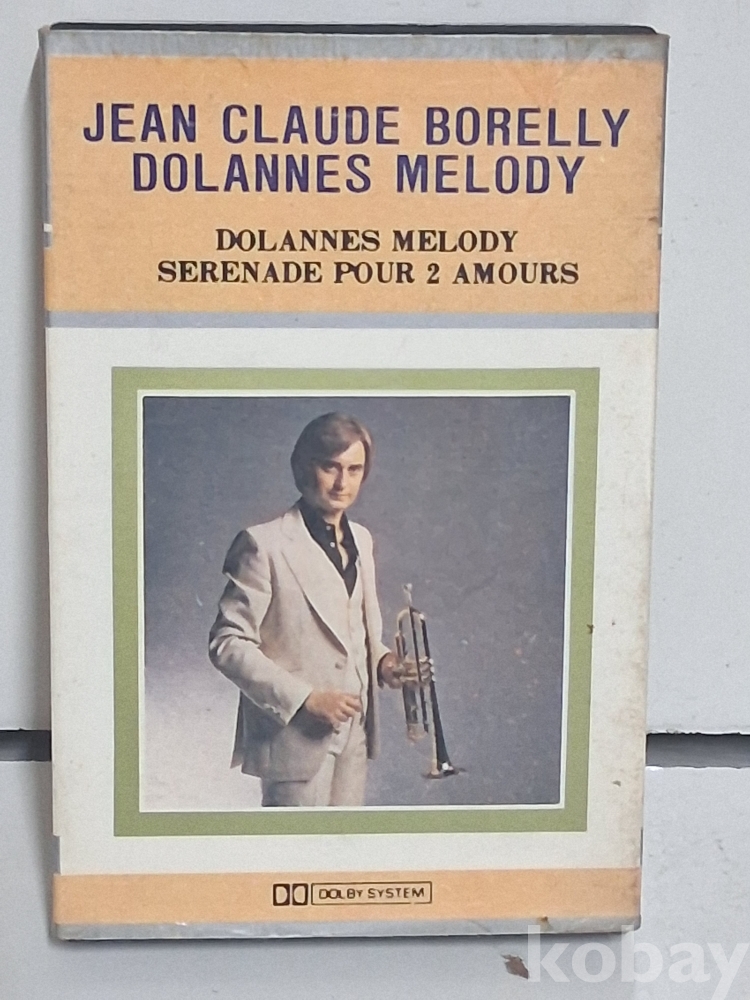 JEAN CLAUDE BORELLY
DOLANNES MELODY
DOLANNES MELODY
SERENADE POUR 2 AMOURS
DOLBY SYSTEM
kobay